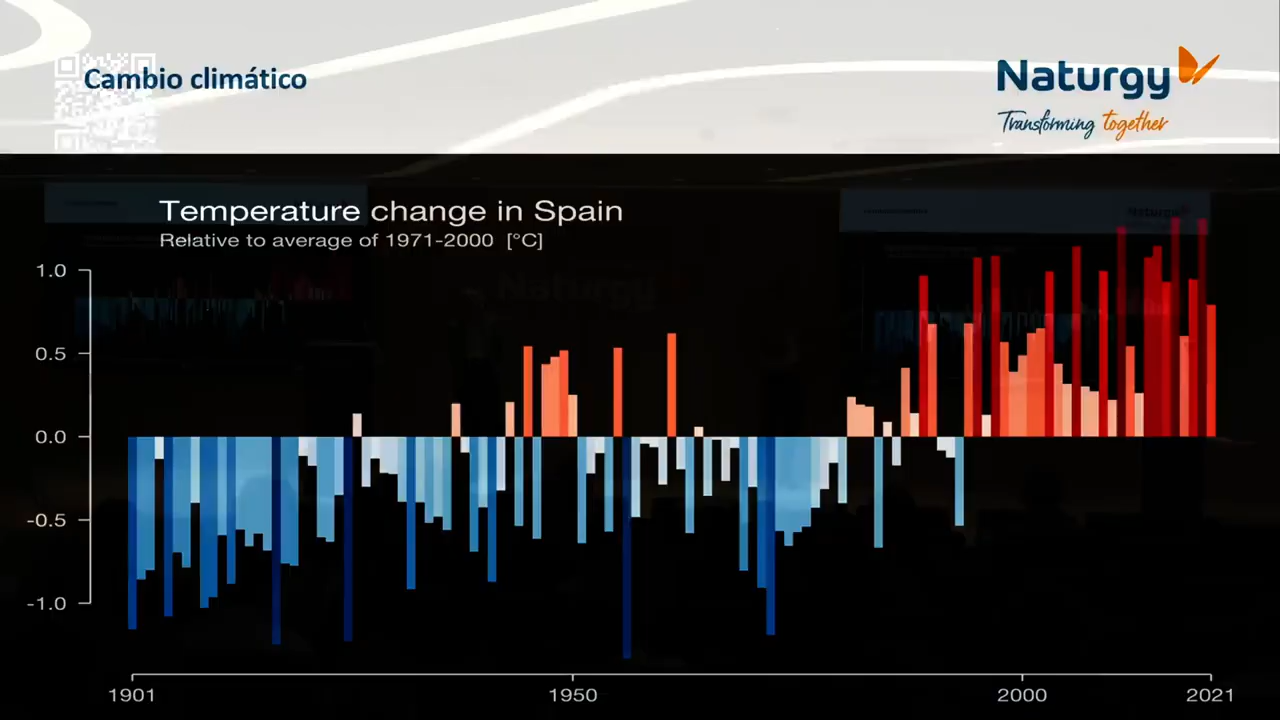 Cambio climático
Naturgy
Transforming together
Temperature change in Spain
Relative to average of 1971-2000 [°C]
1.0
0.5
0.0
-0.5
-1.0
1901
1950
2000
2021